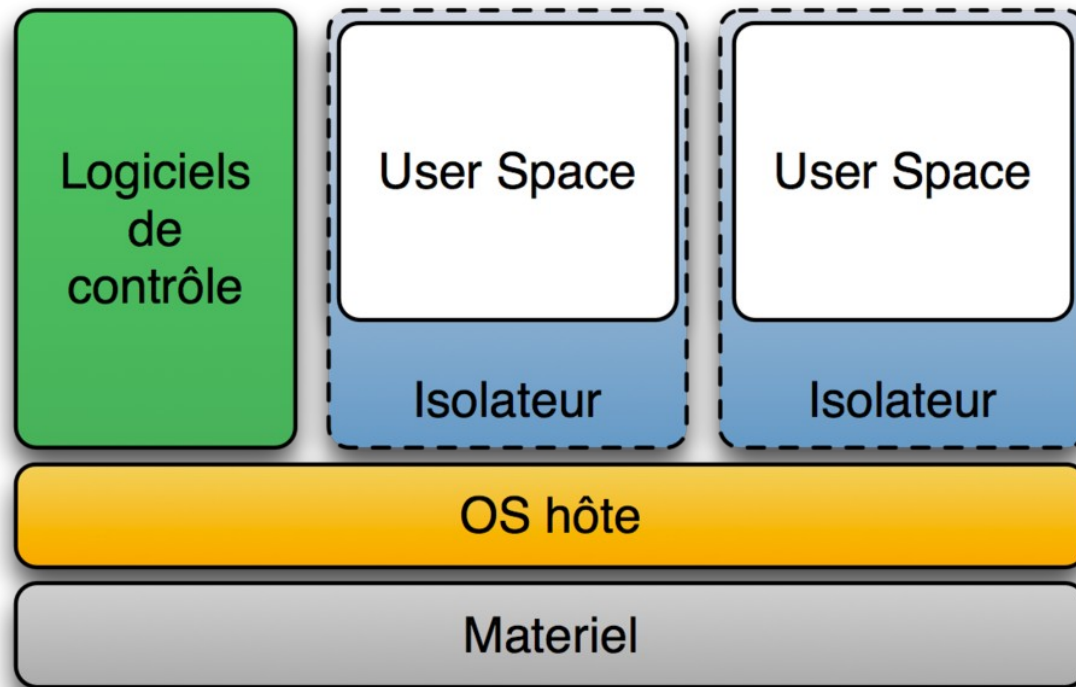 Logiciels
de
contrôle
User Space
Isolateur
User Space
Isolateur
OS hôte
Materiel